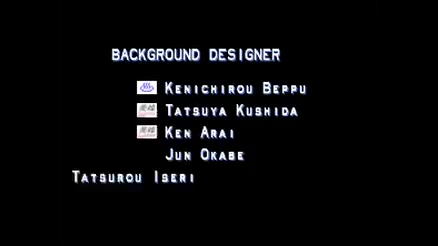 BACKGROUND DESIGNER
Kenichirou Beppu
Tatsuya Kushida
Ken Arai
Jun Okabe
Tatsurou Iseri